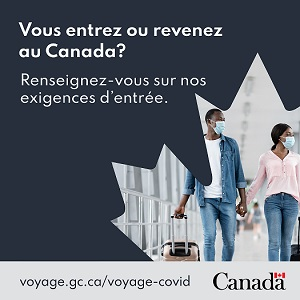 Vous entrez ou revenez
au Canada?
Renseignez-vous sur nos
exigences d'entrée.
voyage.gc.ca/voyage-covid
Canada